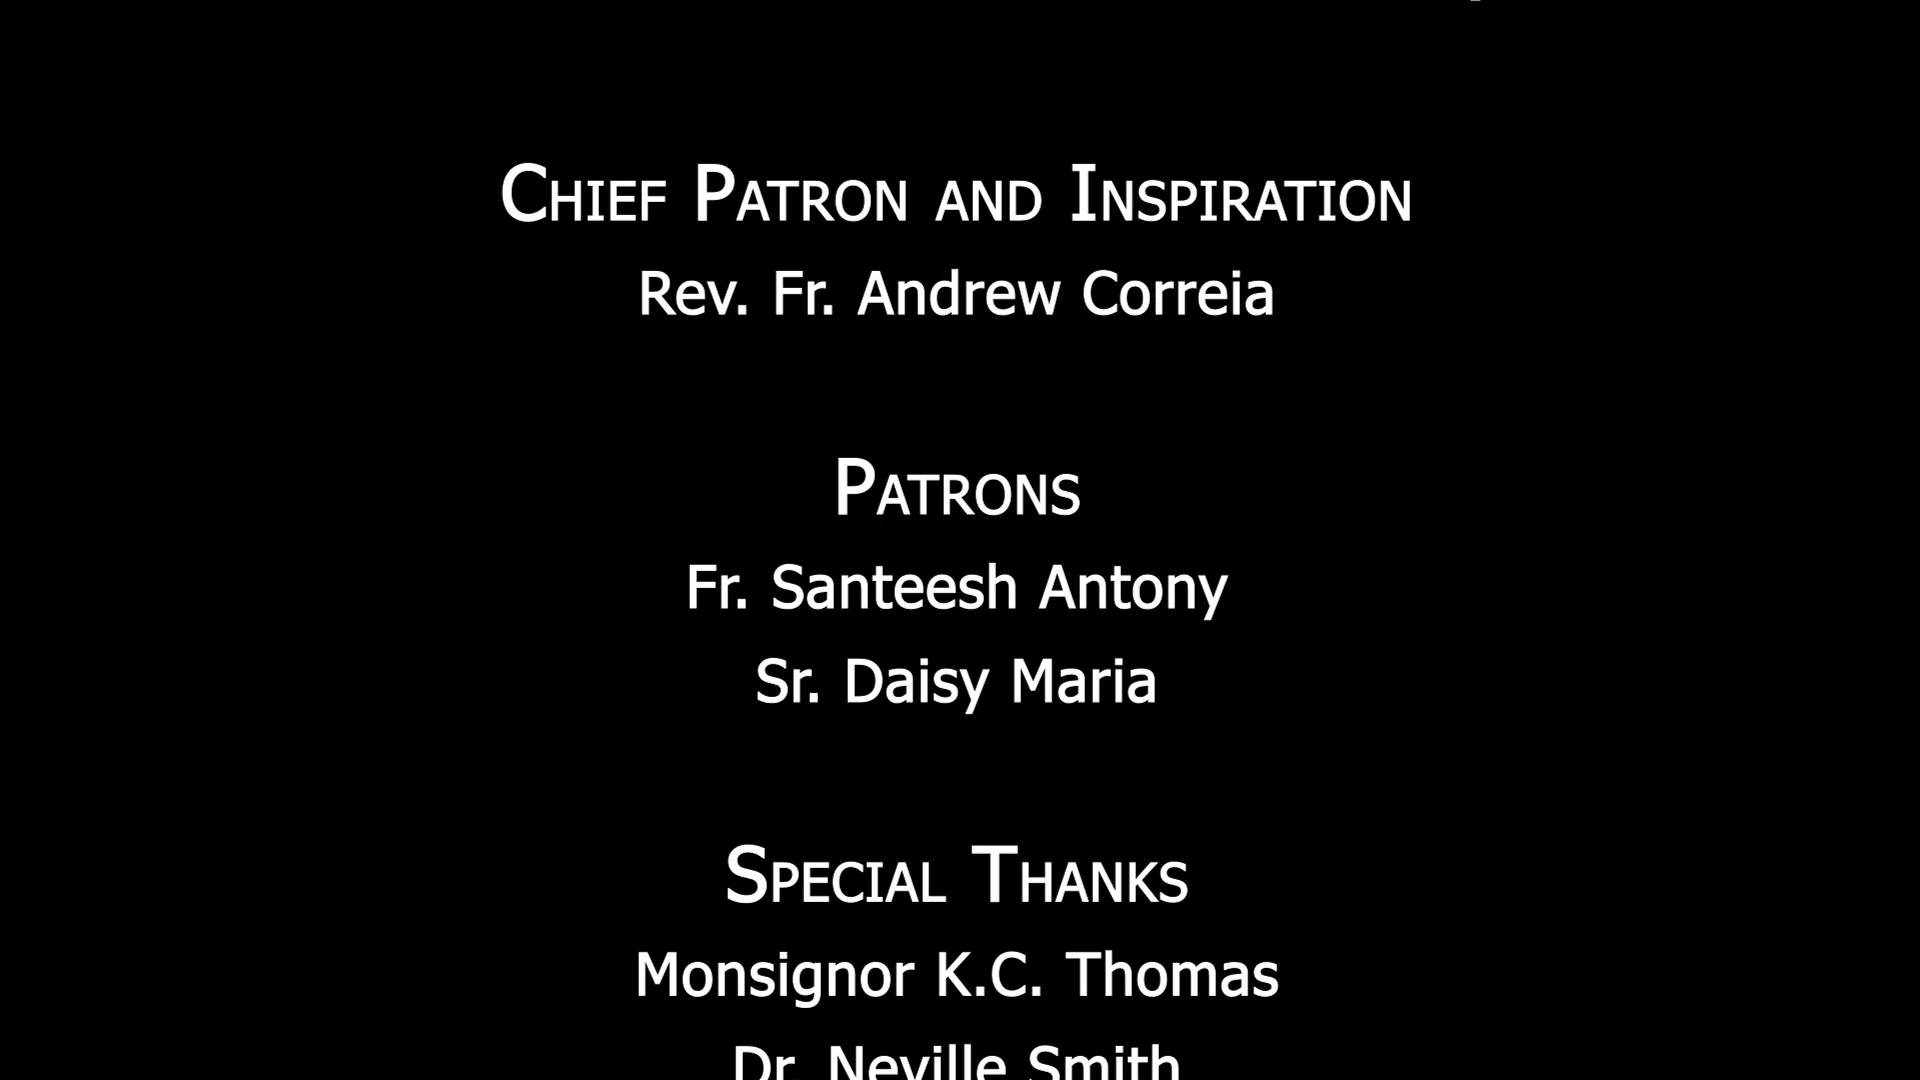 Chief Patron and Inspiration
Rev. Fr. Andrew Correia
Patrons
Fr. Santeesh Antony
Sr. Daisy Maria
Special Thanks
Monsignor K.C. Thomas
Dr. Neville Smith